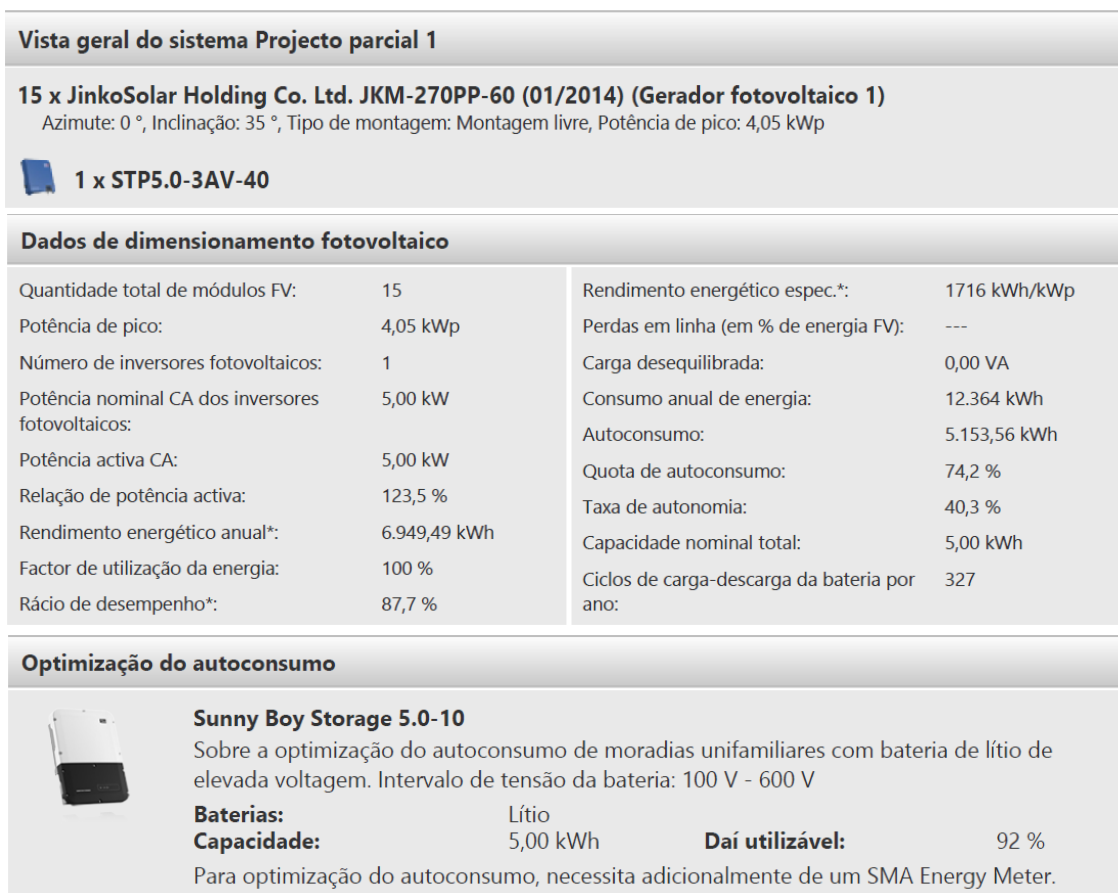 Vista geral do sistema Projecto parcial 1
15 x JinkoSolar Holding Co. Ltd. JKM-270PP-60 (01/2014) (Gerador fotovoltaico 1)
Azimute: 0 °, Inclinação: 35 °, Tipo de montagem: Montagem livre, Potência de pico: 4,05 kWp
1 x STP5.0-3AV-40
Dados de dimensionamento fotovoltaico
Quantidade total de módulos FV: 15
Potência de pico: 4,05 kWp
Número de inversores fotovoltaicos: 1
Potência nominal CA dos inversores 5,00 kW
fotovoltaicos:
Potência activa CA: 5,00 kW
Relação de potência activa: 123,5 %
Rendimento energético anual*: 6.949,49 kWh
Factor de utilização da energia: 100 %
Rácio de desempenho*: 87,7 %
Rendimento energético espec.*: 1716 kWh/kWp
Perdas em linha (em % de energia FV): ---
Carga desequilibrada: 0,00 VA
Consumo anual de energia: 12.364 kWh
Autoconsumo: 5.153,56 kWh
Quota de autoconsumo: 74,2 %
Taxa de autonomia: 40,3 %
Capacidade nominal total: 5,00 kWh
Ciclos de carga-descarga da bateria por 327
ano:
Optimização do autoconsumo
Sunny Boy Storage 5.0-10
Sobre a optimização do autoconsumo de moradias unifamiliares com bateria de lítio de
elevada voltagem. Intervalo de tensão da bateria: 100 V - 600 V
Baterias: Lítio
Capacidade: 5,00 kWh Daí utilizável: 92 %
Para optimização do autoconsumo, necessita adicionalmente de um SMA Energy Meter.